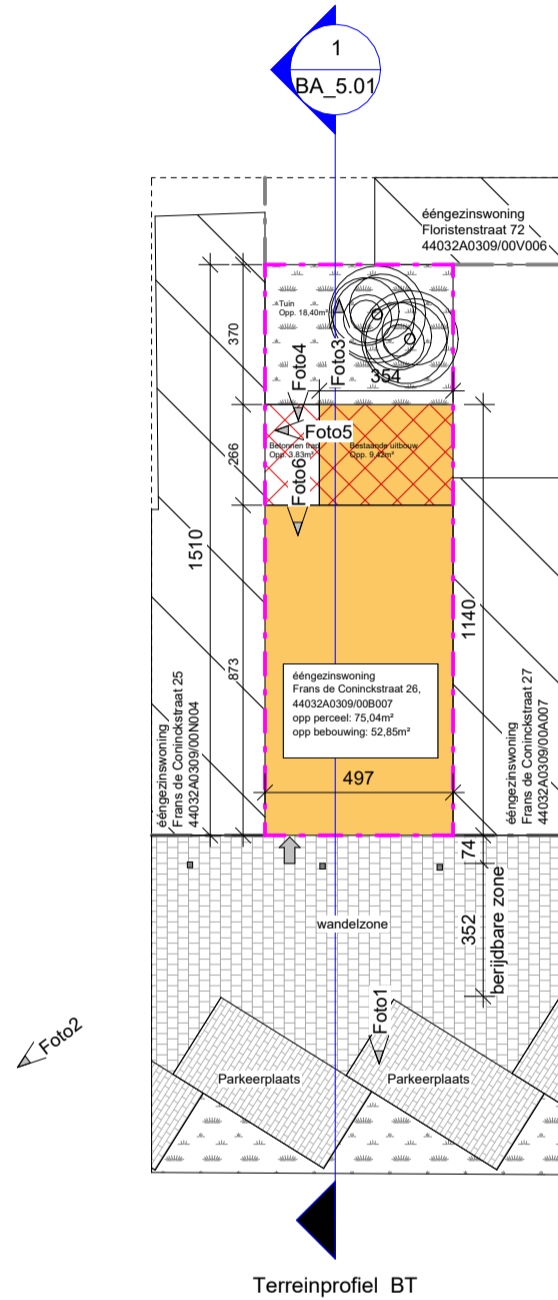 1
BA_5.01
ééngezinswoning
Floristenstraat 72
44032A0309/00V006
Tuin
Opp. 18,40m²
370
Foto4
Foto3
354
Foto5
Betonnen trap
Opp. 3.83m²
Bestaande uitbouw
Opp. 9,42m²
266
Foto6
1510
1140
873
ééngezinswoning
Frans de Coninckstraat 25
44032A0309/00N004
ééngezinswoning
Frans de Coninckstraat 26,
44032A0309/00B007
opp perceel: 75,04m²
opp bebouwing: 52,85m²
ééngezinswoning
Frans de Coninckstraat 27
44032A0309/00A007
497
74
wandelzone
352
berijdbare zone
Foto2
Foto1
Parkeerplaats
Parkeerplaats
Terreinprofiel BT